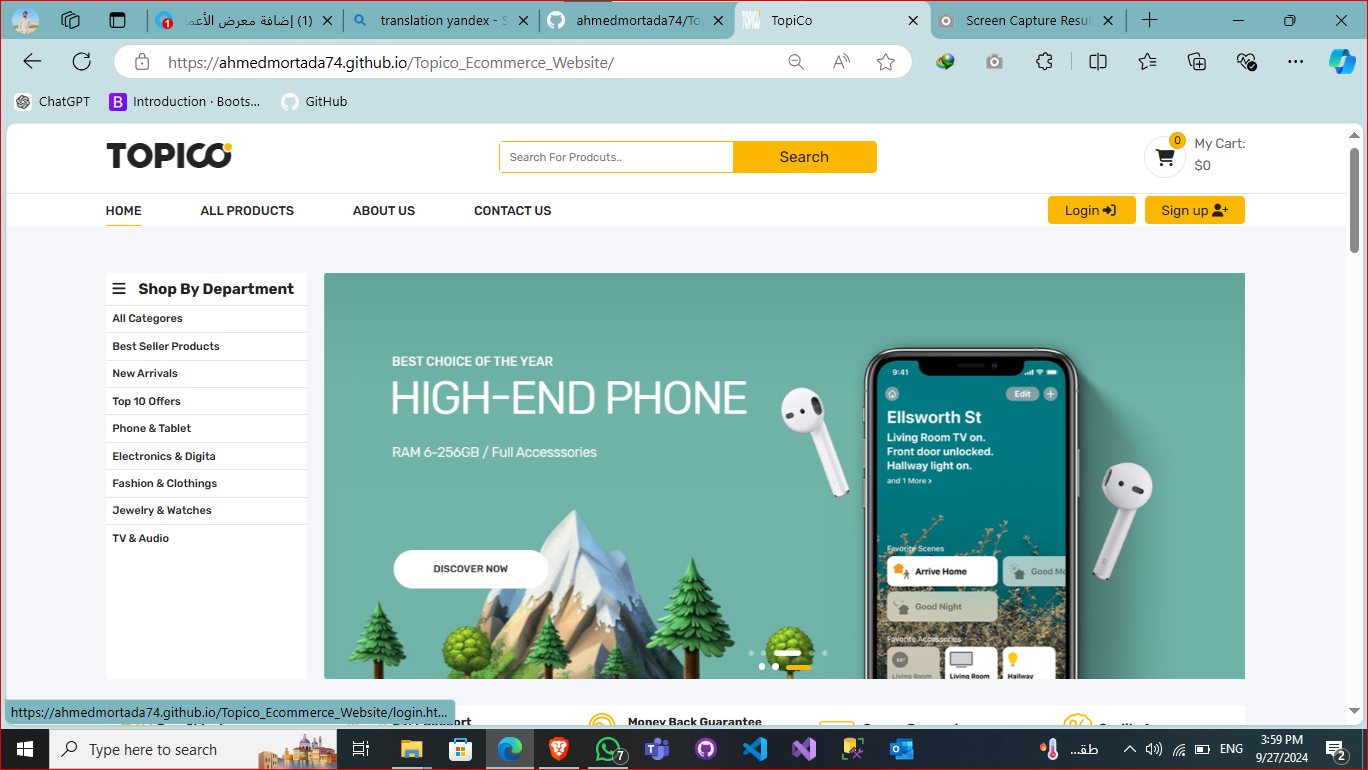 (1) إضافة معرض الأعم
translation yandex - S
ahmedmortada74/Top
TopiCo
Screen Capture Resul
https://ahmedmortada74.github.io/Topico_Ecommerce_Website/
ChatGPT
Introduction · Boots...
GitHub
TOPICO
Search For Prodcuts..
Search
0
My Cart:
$0
HOME
ALL PRODUCTS
ABOUT US
CONTACT US
Login
Sign up
Shop By Department
All Categores
Best Seller Products
New Arrivals
Top 10 Offers
Phone & Tablet
Electronics & Digita
Fashion & Clothings
Jewelry & Watches
TV & Audio
BEST CHOICE OF THE YEAR
HIGH-END PHONE
RAM 6-256GB / Full Accesssories
DISCOVER NOW
9:41
Edit
Ellsworth St
Living Room TV on.
Front door unlocked.
Hallway light on.
and 1 More >
Favorite Scenes
Arrive Home
Good Mo
Good Night
Favorite Accessories
Living Room
Living Room
Hallway
https://ahmedmortada74.github.io/Topico_Ecommerce_Website/login.ht...
Money Back Guarantee
Type here to search
7
طقـ...
ENG
3:59 PM
9/27/2024
2